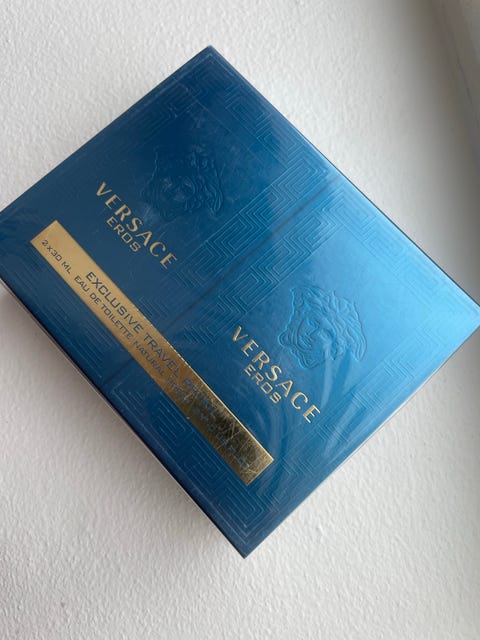 VERSACE
EROS
EXCLUSIVE TRAVEL
2x30 ML EAU DE TOILETTE NATURAL
VERSACE
EROS